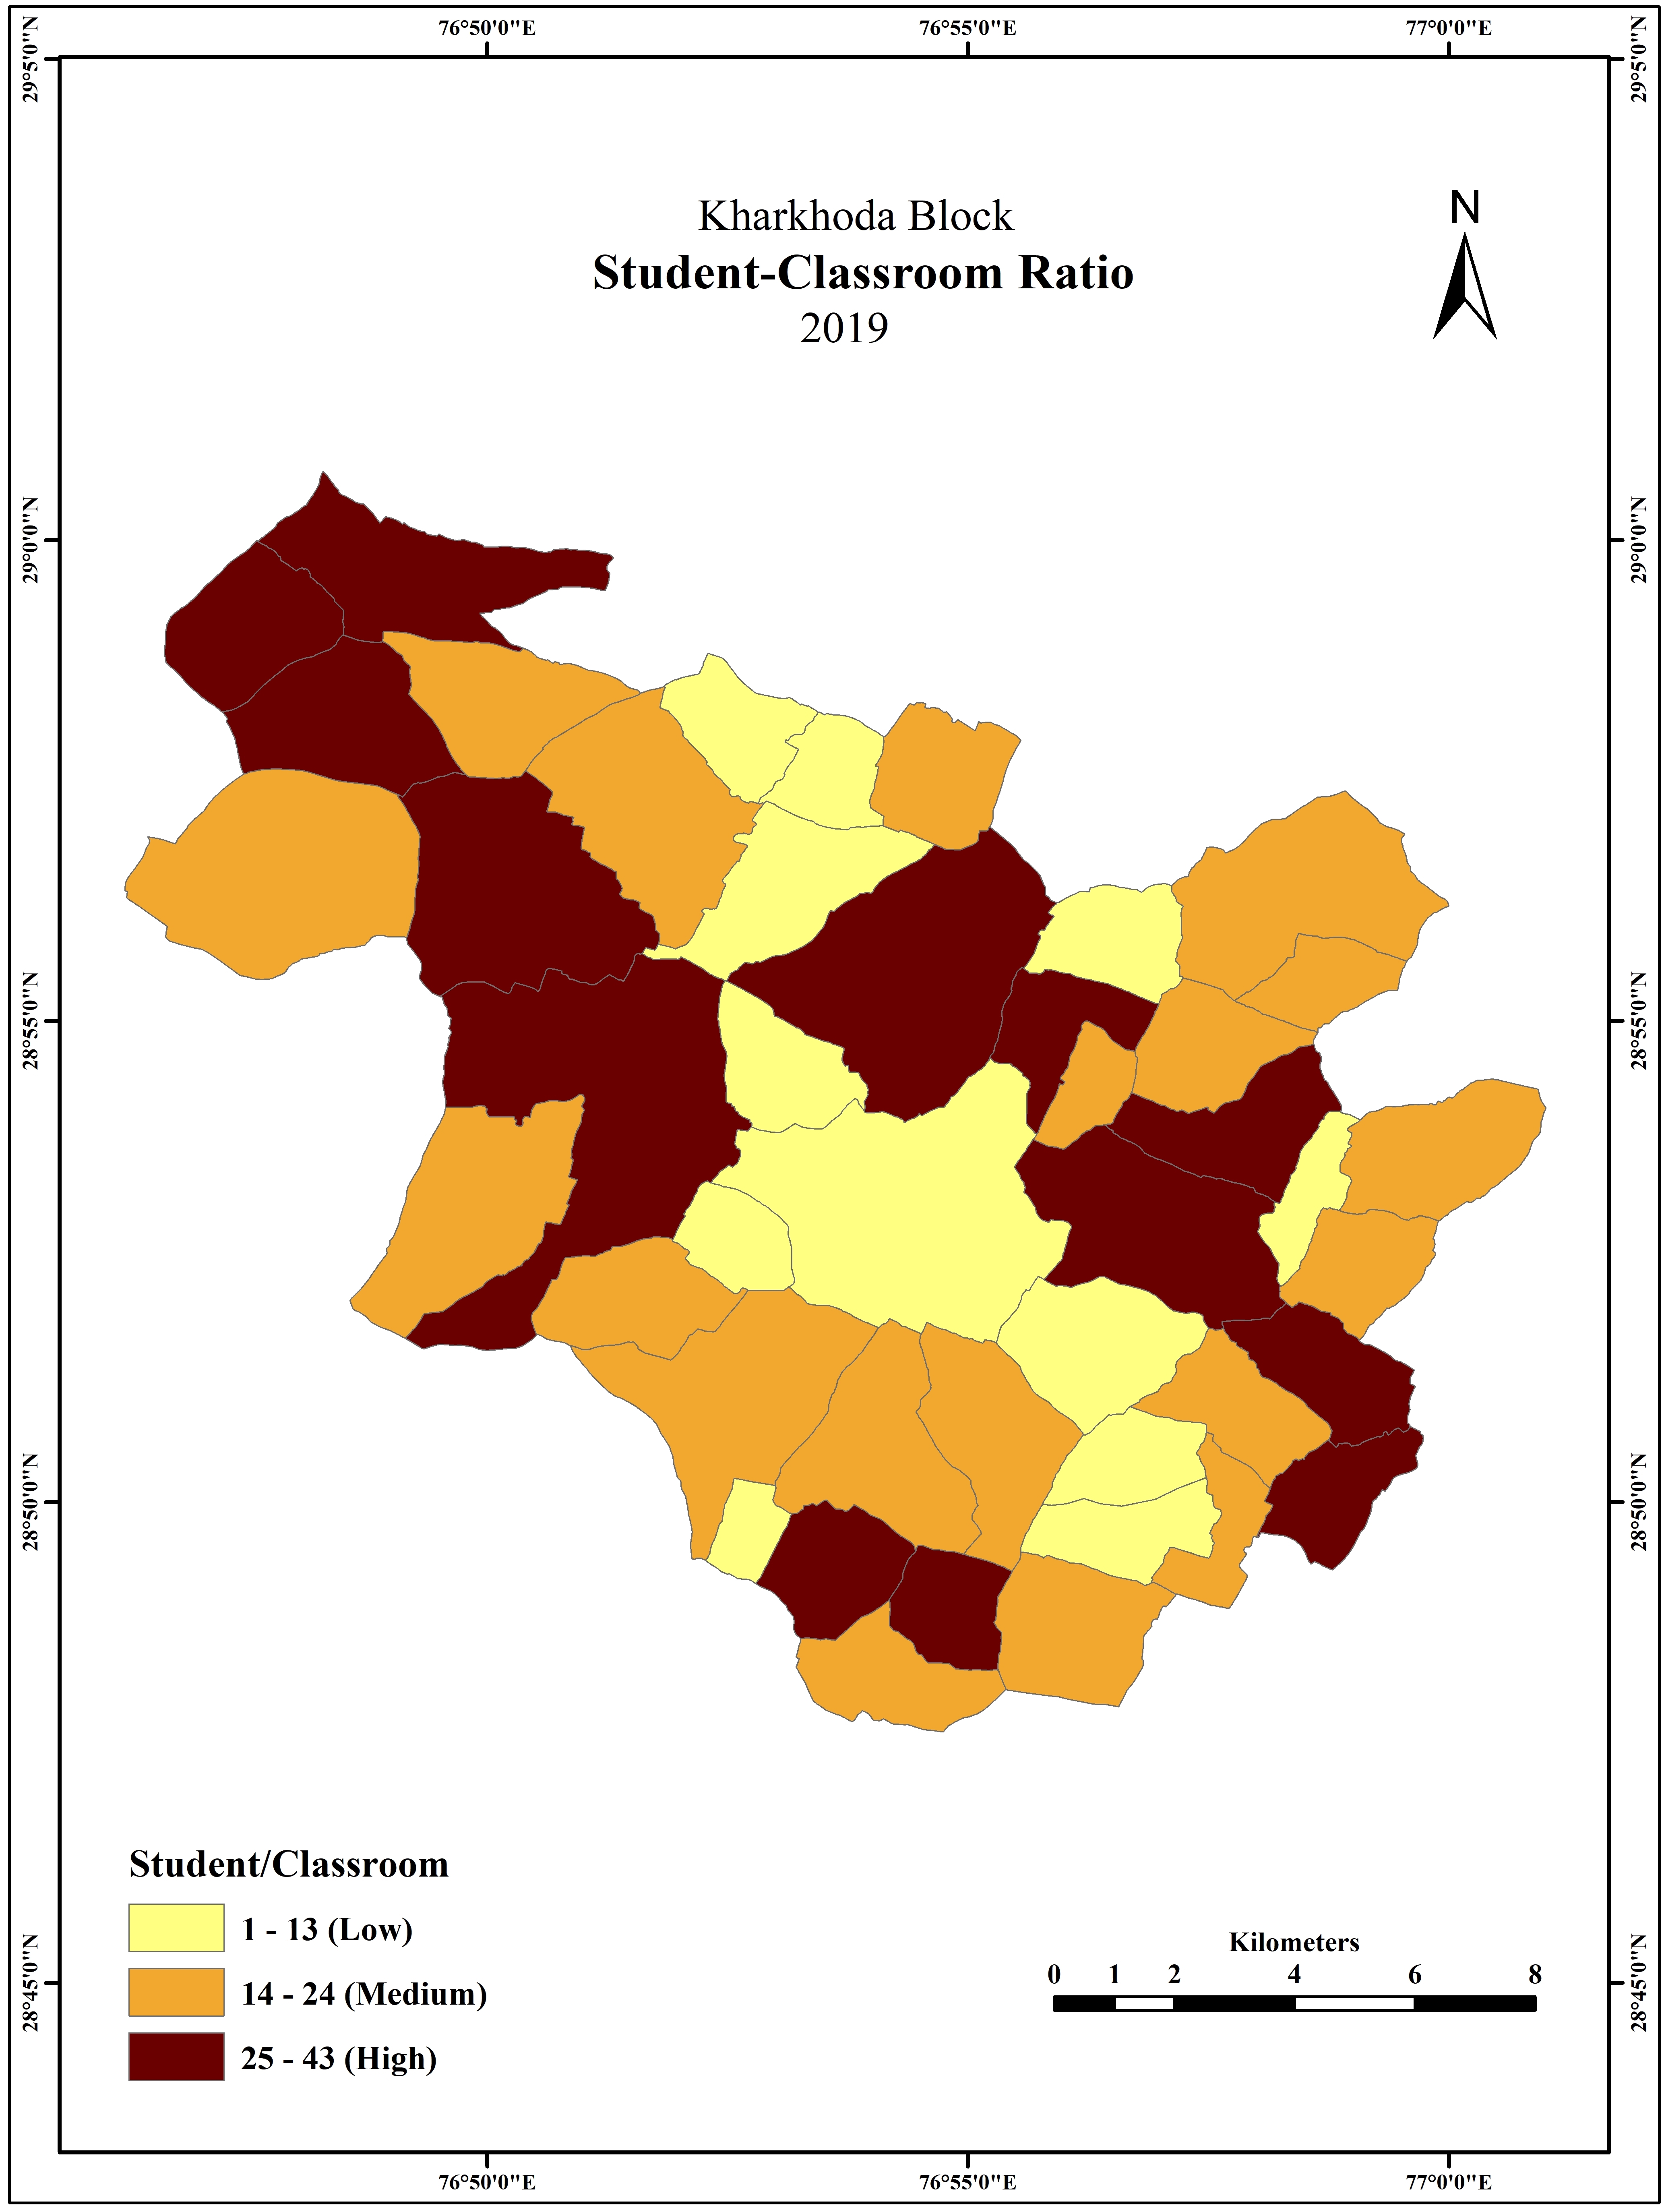 76°50'0"E 76°55'0"E 77°0'0"E
29°5'0"N 29°5'0"N
Kharkhoda Block
Student-Classroom Ratio
2019
N
29°0'0"N 29°0'0"N
28°55'0"N 28°55'0"N
28°50'0"N 28°50'0"N
Student/Classroom
1 - 13 (Low)
14 - 24 (Medium)
25 - 43 (High)
Kilometers
0 1 2 4 6 8
28°45'0"N 28°45'0"N
76°50'0"E 76°55'0"E 77°0'0"E